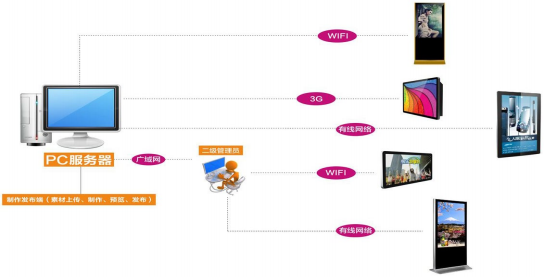 WIFI
3G
有线网络
PC服务器
广域网
二级管理员
WIFI
制作发布端（素材上传、制作、预览、发布）
有线网络